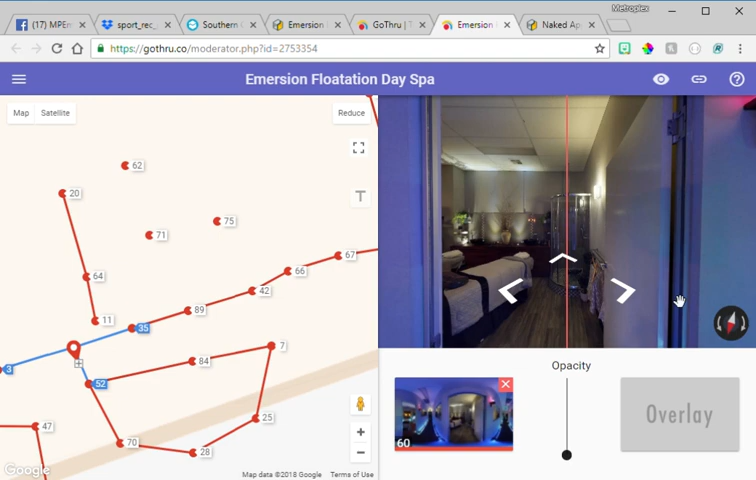 Metroplex
(17) MPEm
sport_rec_
Southern C
Emersion
GoThru | T
Emersion
Naked Ap
https://gothru.co/moderator.php?id=2753354
Emersion Floatation Day Spa
Map
Satellite
Reduce
T
62
20
71
75
67
66
64
42
89
11
35
7
3
84
52
25
47
70
28
Opacity
60
Overlay
Google
Map data ©2018 Google
Terms of Use